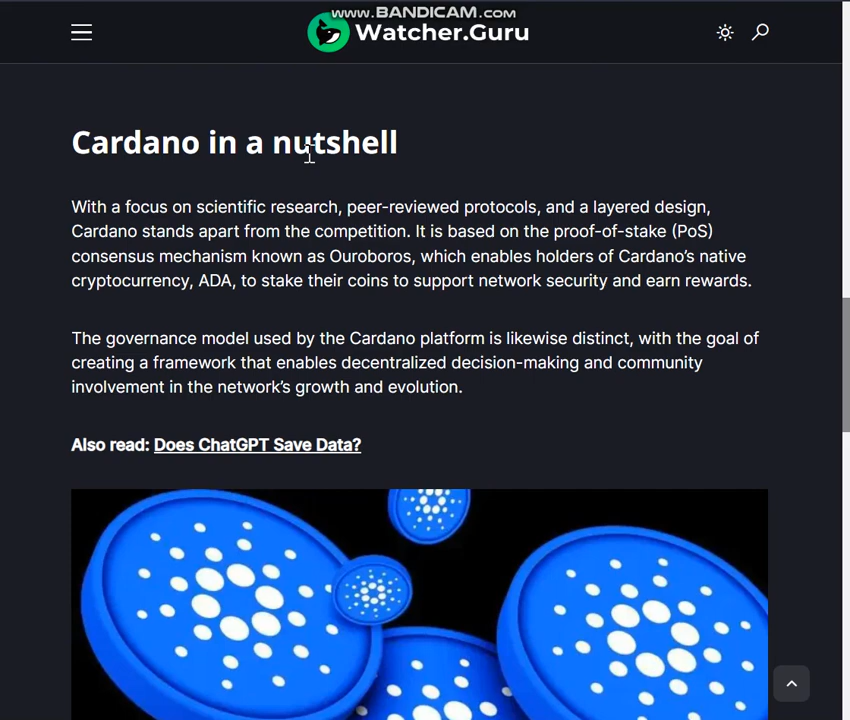 www.BANDICAM.com
Watcher.Guru
Cardano in a nutshell
With a focus on scientific research, peer-reviewed protocols, and a layered design,
Cardano stands apart from the competition. It is based on the proof-of-stake (PoS)
consensus mechanism known as Ouroboros, which enables holders of Cardano’s native
cryptocurrency, ADA, to stake their coins to support network security and earn rewards.
The governance model used by the Cardano platform is likewise distinct, with the goal of
creating a framework that enables decentralized decision-making and community
involvement in the network’s growth and evolution.
Also read: Does ChatGPT Save Data?